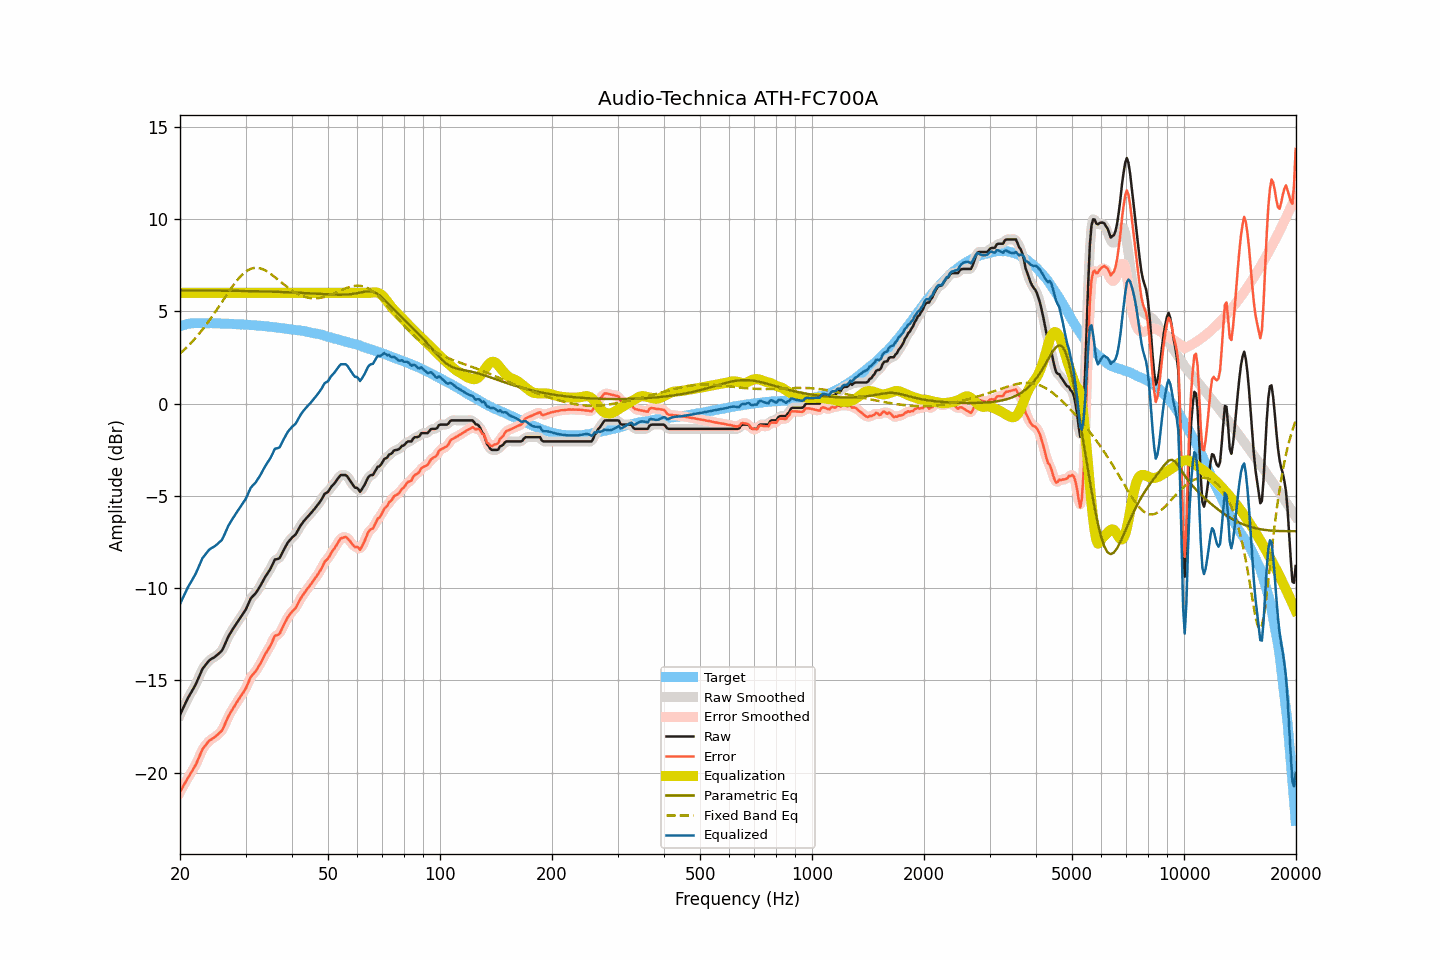 Audio-Technica ATH-FC700A
15
10
5
0
−5
−10
−15
−20
Amplitude (dBr)
Target
Raw Smoothed
Error Smoothed
Raw
Error
Equalization
Parametric Eq
Fixed Band Eq
Equalized
20 50 100 200 500 1000 2000 5000 10000 20000
Frequency (Hz)